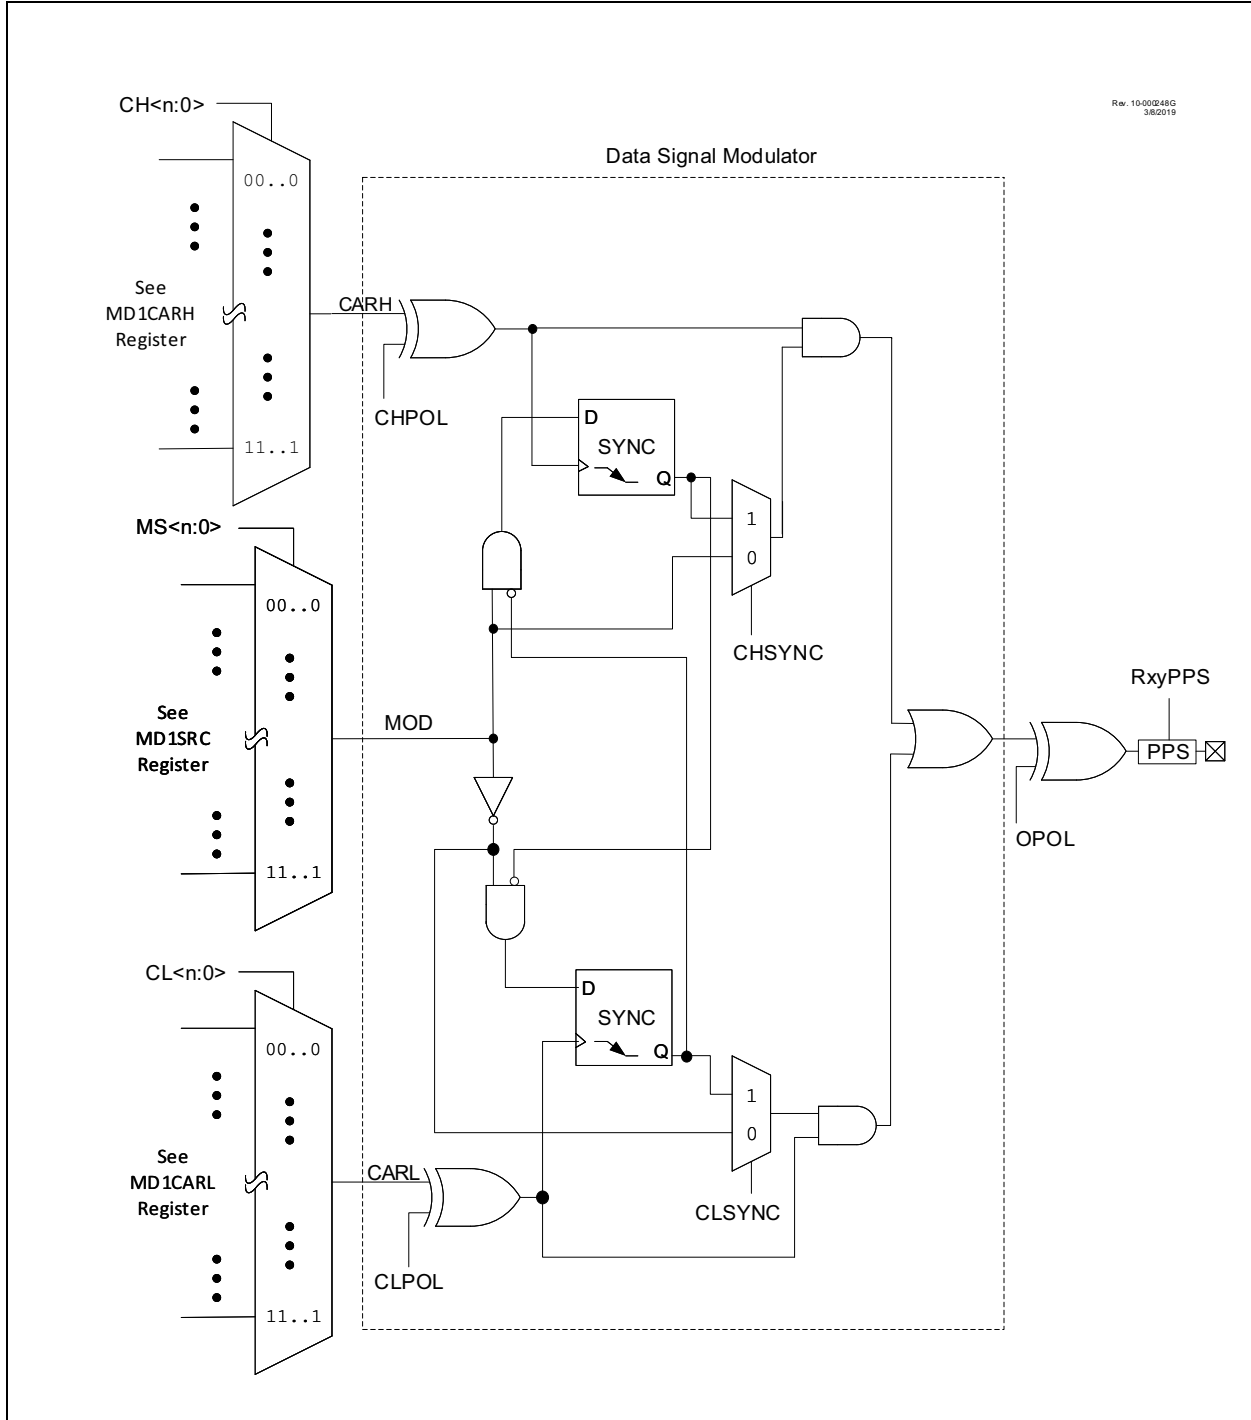 CH<n:0>
Rev. 10-000248G
3/8/2019
Data Signal Modulator
00..0
See
MD1CARH
Register
CARH
CHPOL
11..1
D
SYNC
Q
1
0
CHSYNC
MS<n:0>
00..0
See
MD1SRC
Register
MOD
11..1
RxyPPS
PPS
OPOL
CL<n:0>
00..0
D
SYNC
Q
1
0
CLSYNC
See
MD1CARL
Register
CARL
CLPOL
11..1